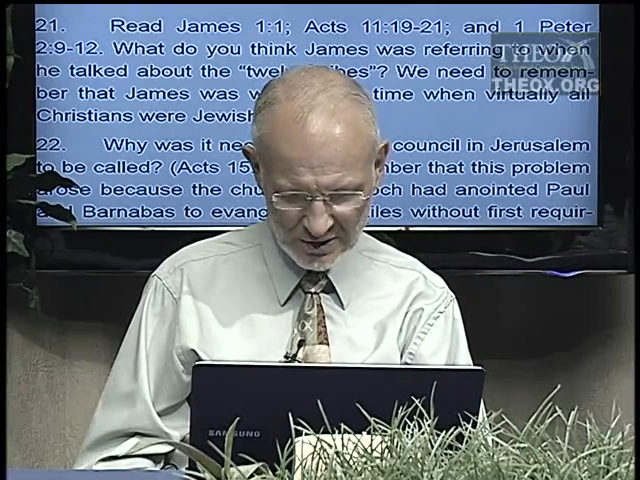 21. Read James 1:1; Acts 11:19-21; and 1 Peter
2:9-12. What do you think James was referring to when
he talked about the "twel ibes"? We need to remem-
ber that James was w time when virtually all
Christians were Jewish
22. Why was it ne council in Jerusalem
to be called? (Acts 15 mber that this problem
arose because the chu och had anointed Paul
and Barnabas to evang iles without first requir-
THEOX
THEOX.ORG
SAMSUNG